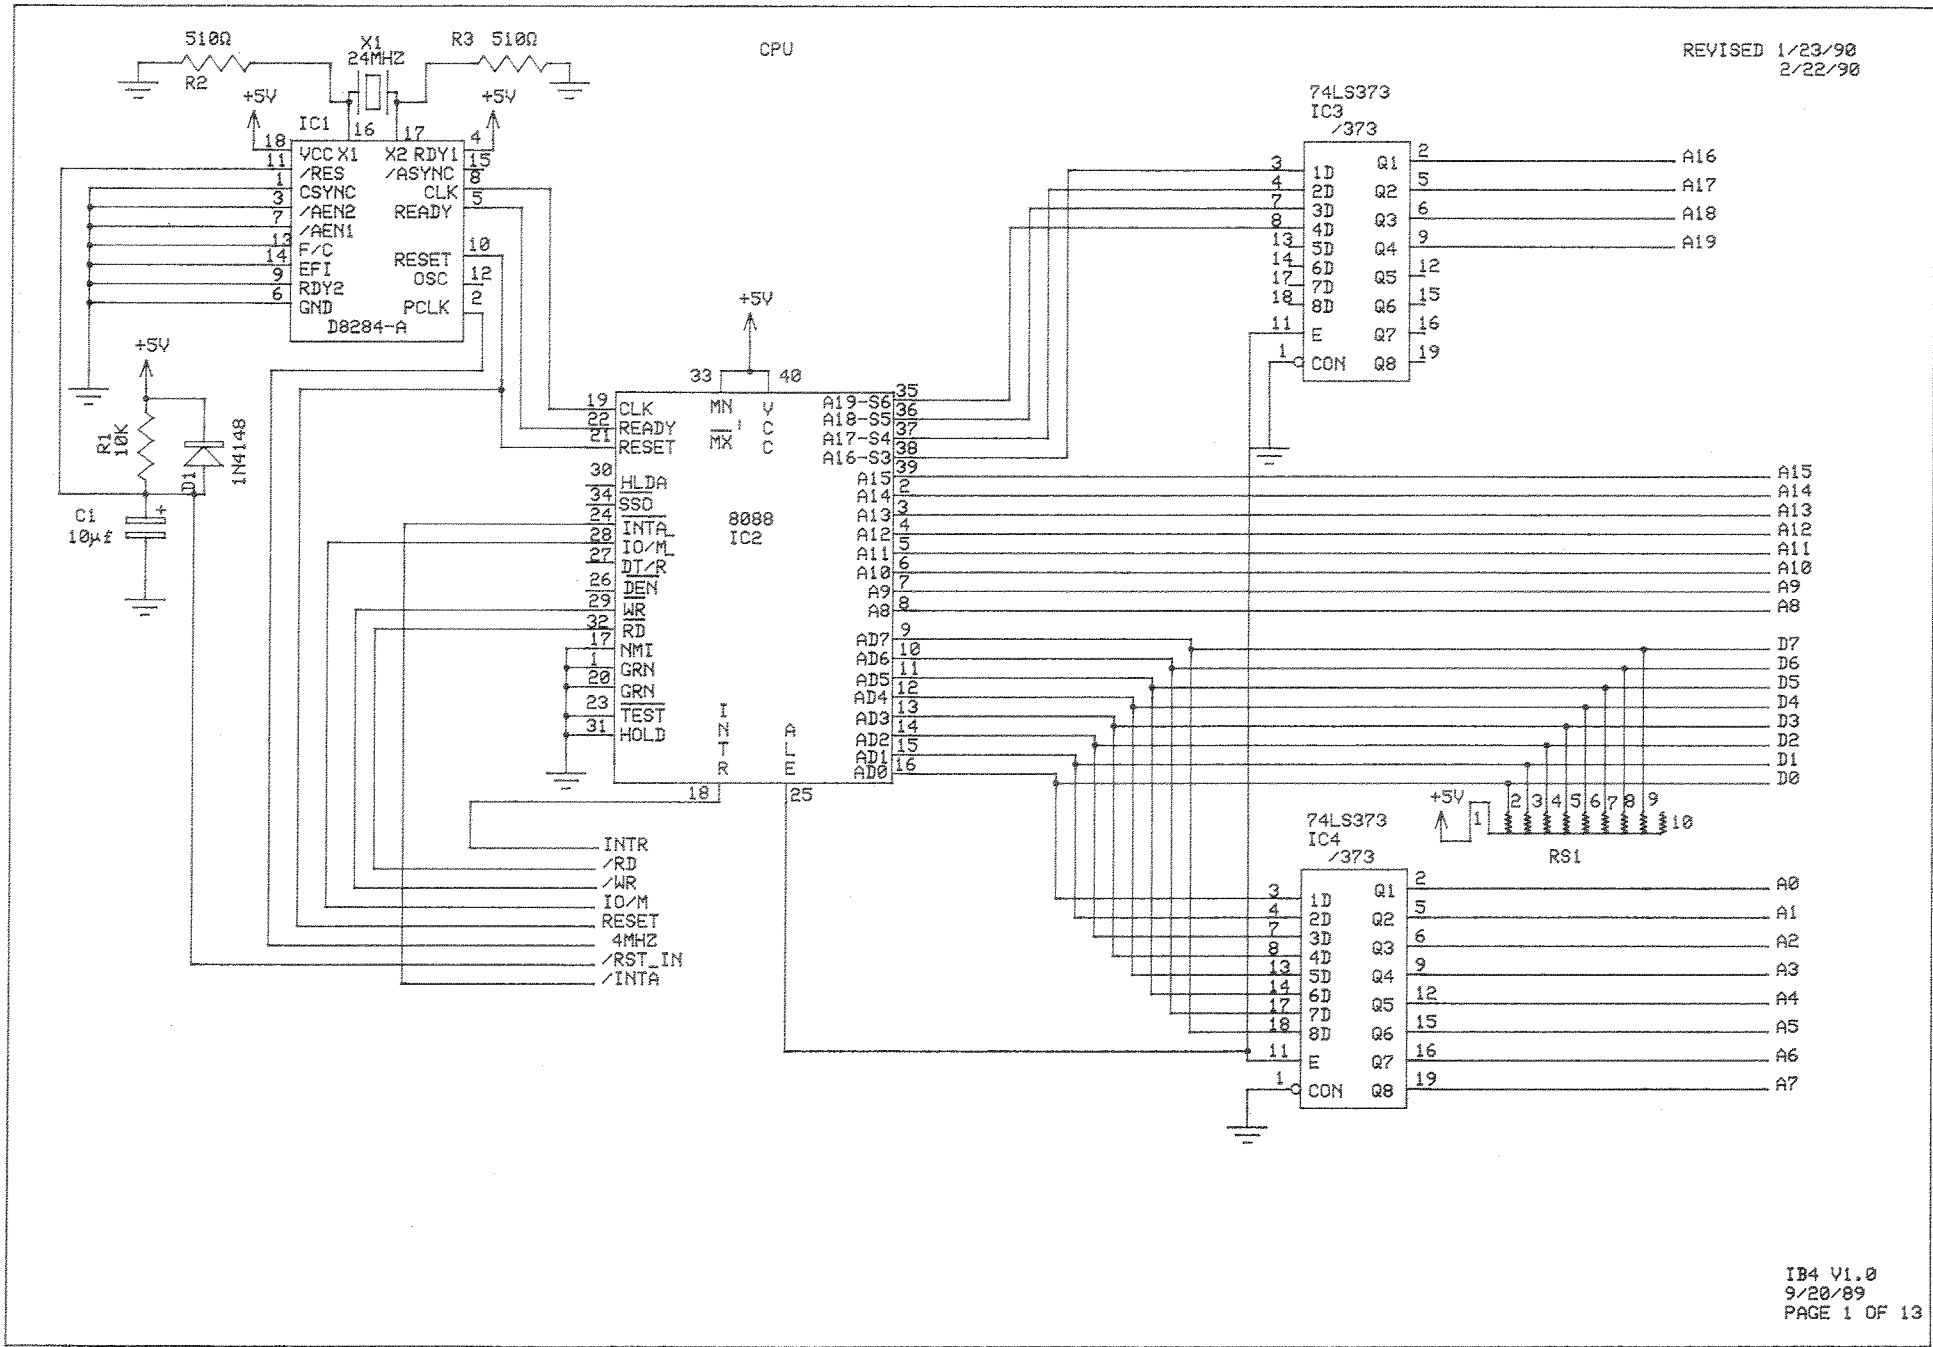 510Ω
R2
X1
24MHZ
R3 510Ω
CPU
REVISED 1/23/90
2/22/90
+5V
+5V
IC1
16
17
18
11
1
3
7
13
14
9
6
VCC X1
/RES
CSYNC
/AEN2
/AEN1
F/C
EFI
RDY2
GND
X2 RDY1
/ASYNC
CLK
READY
RESET
OSC
PCLK
4
15
8
5
10
12
2
D8284-A
+5V
R1
10K
D1
1N4148
C1
+
10µf
+5V
33
40
19
22
21
30
34
24
28
27
26
29
32
17
1
20
23
31
CLK
READY
RESET
HLDA
SSO
INTA
IO/M
DT/R
DEN
WR
RD
NMI
GRN
GRN
TEST
HOLD
MN
MX
VCC
8088
IC2
INTR
ALE
18
25
A19-S6
A18-S5
A17-S4
A16-S3
A15
A14
A13
A12
A11
A10
A9
A8
AD7
AD6
AD5
AD4
AD3
AD2
AD1
AD0
35
36
37
38
39
2
3
4
5
6
7
8
9
10
11
12
13
14
15
16
74LS373
IC3
/373
3
4
7
8
13
14
17
18
11
1
1D
2D
3D
4D
5D
6D
7D
8D
E
CON
Q1
Q2
Q3
Q4
Q5
Q6
Q7
Q8
2
5
6
9
12
15
16
19
A16
A17
A18
A19
A15
A14
A13
A12
A11
A10
A9
A8
D7
D6
D5
D4
D3
D2
D1
D0
+5V
1
2 3 4 5 6 7 8 9
10
RS1
74LS373
IC4
/373
3
4
7
8
13
14
17
18
11
1
1D
2D
3D
4D
5D
6D
7D
8D
E
CON
Q1
Q2
Q3
Q4
Q5
Q6
Q7
Q8
2
5
6
9
12
15
16
19
A0
A1
A2
A3
A4
A5
A6
A7
INTR
/RD
/WR
IO/M
RESET
4MHZ
/RST_IN
/INTA
IB4 V1.0
9/20/89
PAGE 1 OF 13